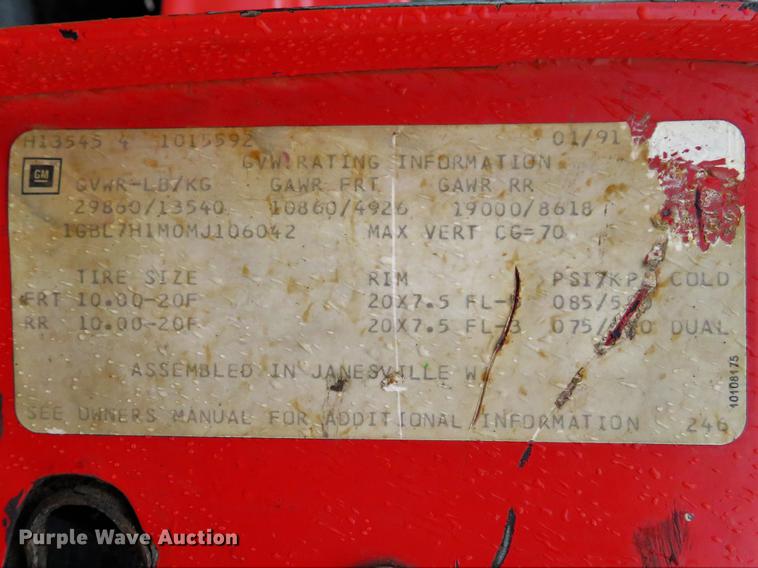 H13545 4 1015592 01/91
GVW RATING INFORMATION
GM GVWR-LB/KG GAWR FRT GAWR RR
29860/13540 10860/4926 19000/8618
1GBL7H1M0MJ106042 MAX VERT CG=70
TIRE SIZE RIM COLD
FRT 10.00-20F 20X7.5
RR 10.00-20F 20X7.5 DUAL
ASSEMBLED IN JANESVILLE
SEE OWNERS MANUAL FOR ADDITIONAL INFORMATION 246
10108175
Purple Wave Auction